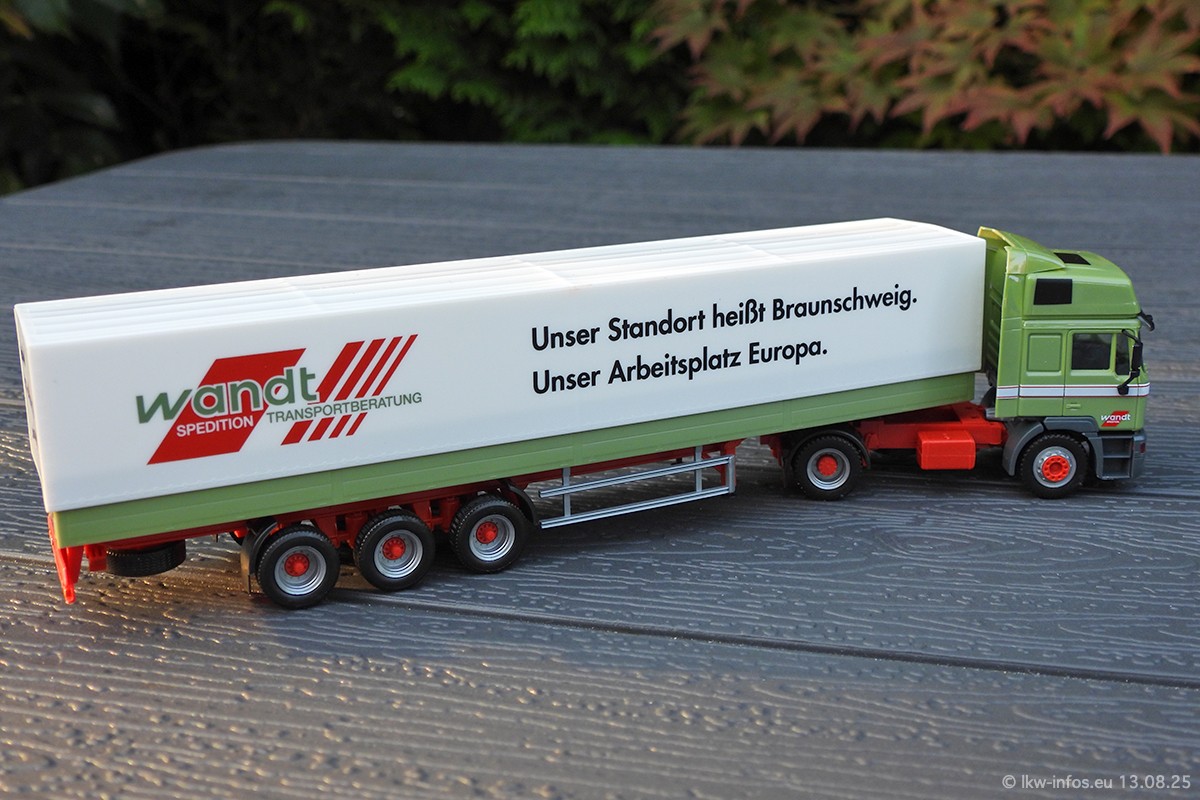 wandt
SPEDITION TRANSPORTBERATUNG
Unser Standort heißt Braunschweig.
Unser Arbeitsplatz Europa.
wandt
© lkw-infos.eu 13.08.25